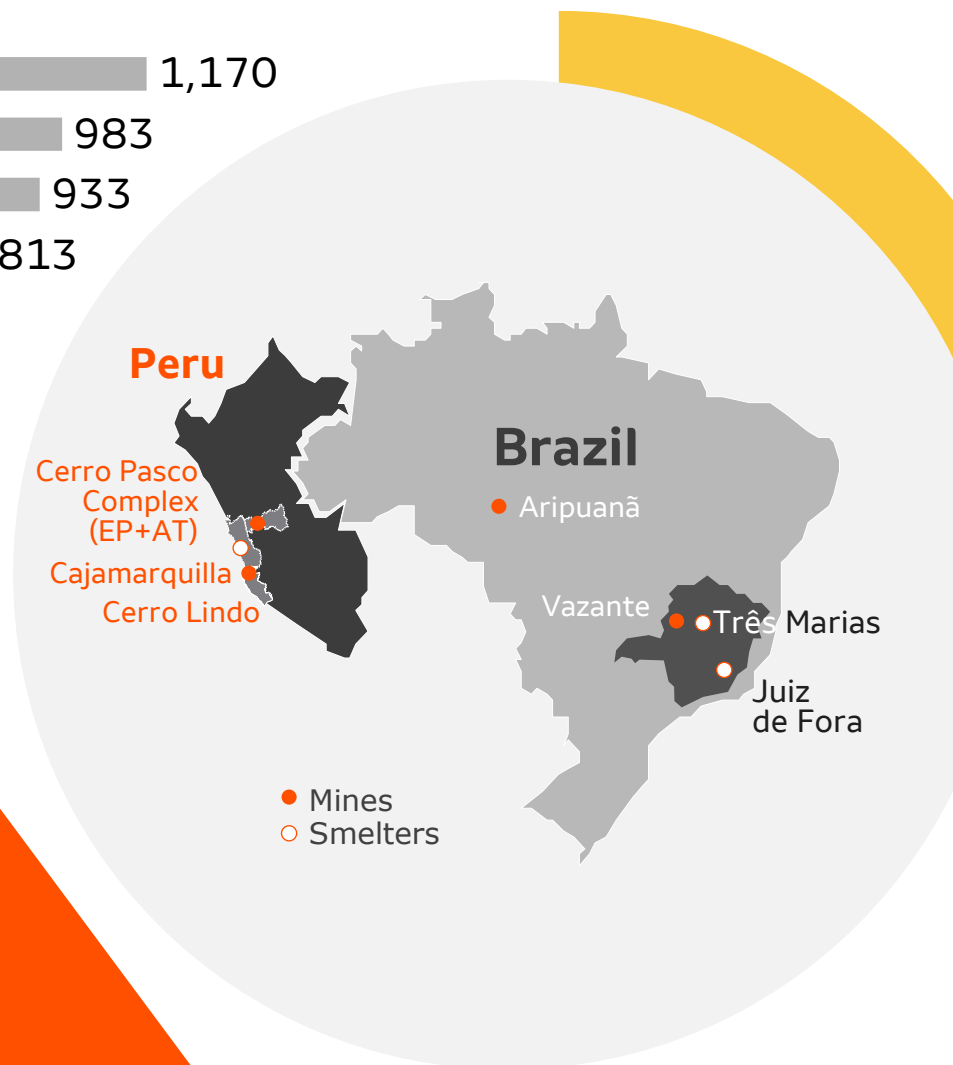 1,170
983
933
813
Peru
Brazil
Cerro Pasco
Complex
(EP+AT)
Aripuanã
Cajamarquilla
Cerro Lindo
Vazante
Três Marias
Juiz
de Fora
Mines
Smelters